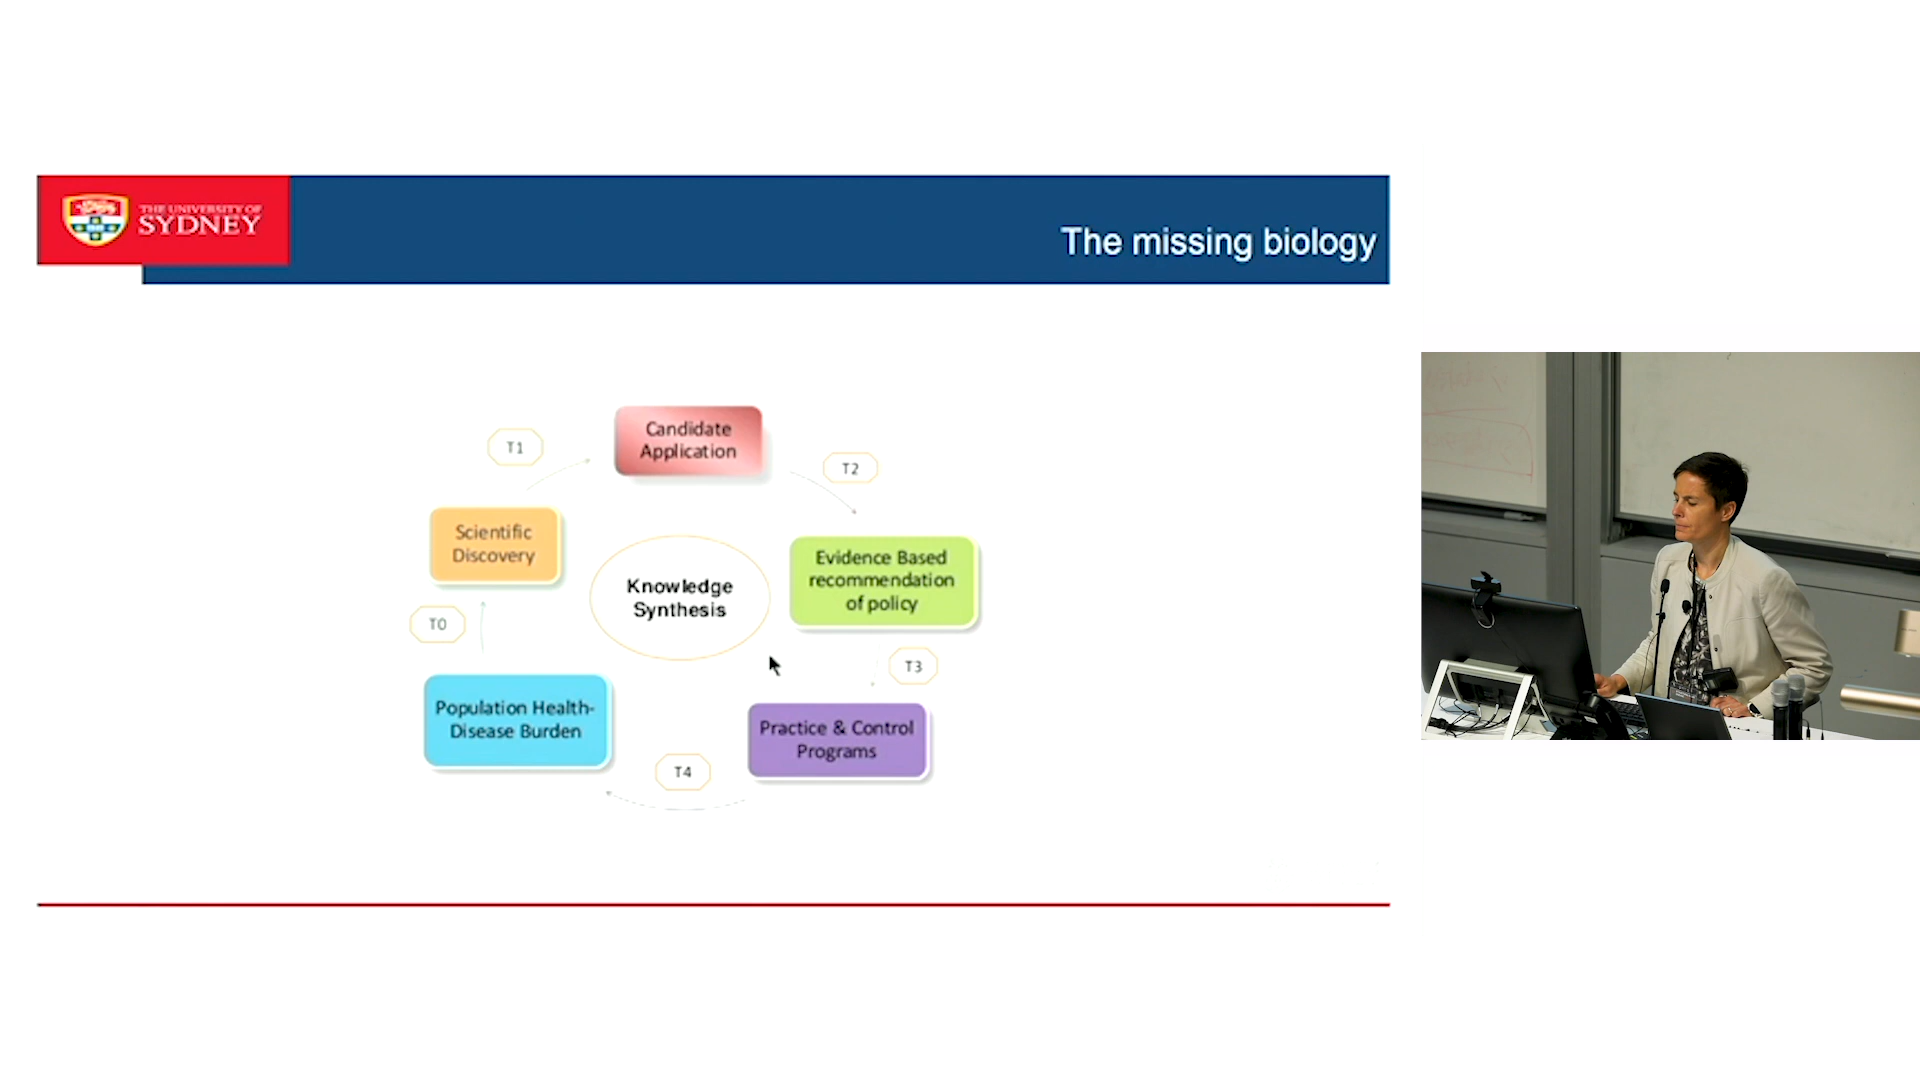 THE UNIVERSITY OF
SYDNEY
The missing biology
Candidate
Application
T1
T2
Scientific
Discovery
Evidence Based
recommendation
of policy
Knowledge
Synthesis
T0
T3
Population Health-
Disease Burden
Practice & Control
Programs
T4